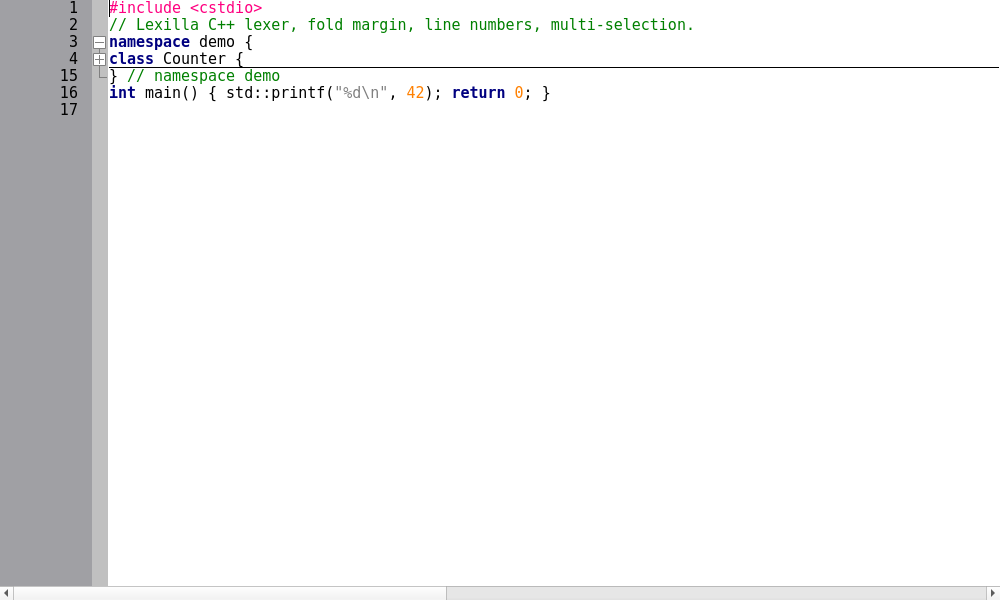 1 #include <cstdio>
2 // Lexilla C++ lexer, fold margin, line numbers, multi-selection.
3 namespace demo {
4 class Counter {
15 } // namespace demo
16 int main() { std::printf("%d\n", 42); return 0; }
17